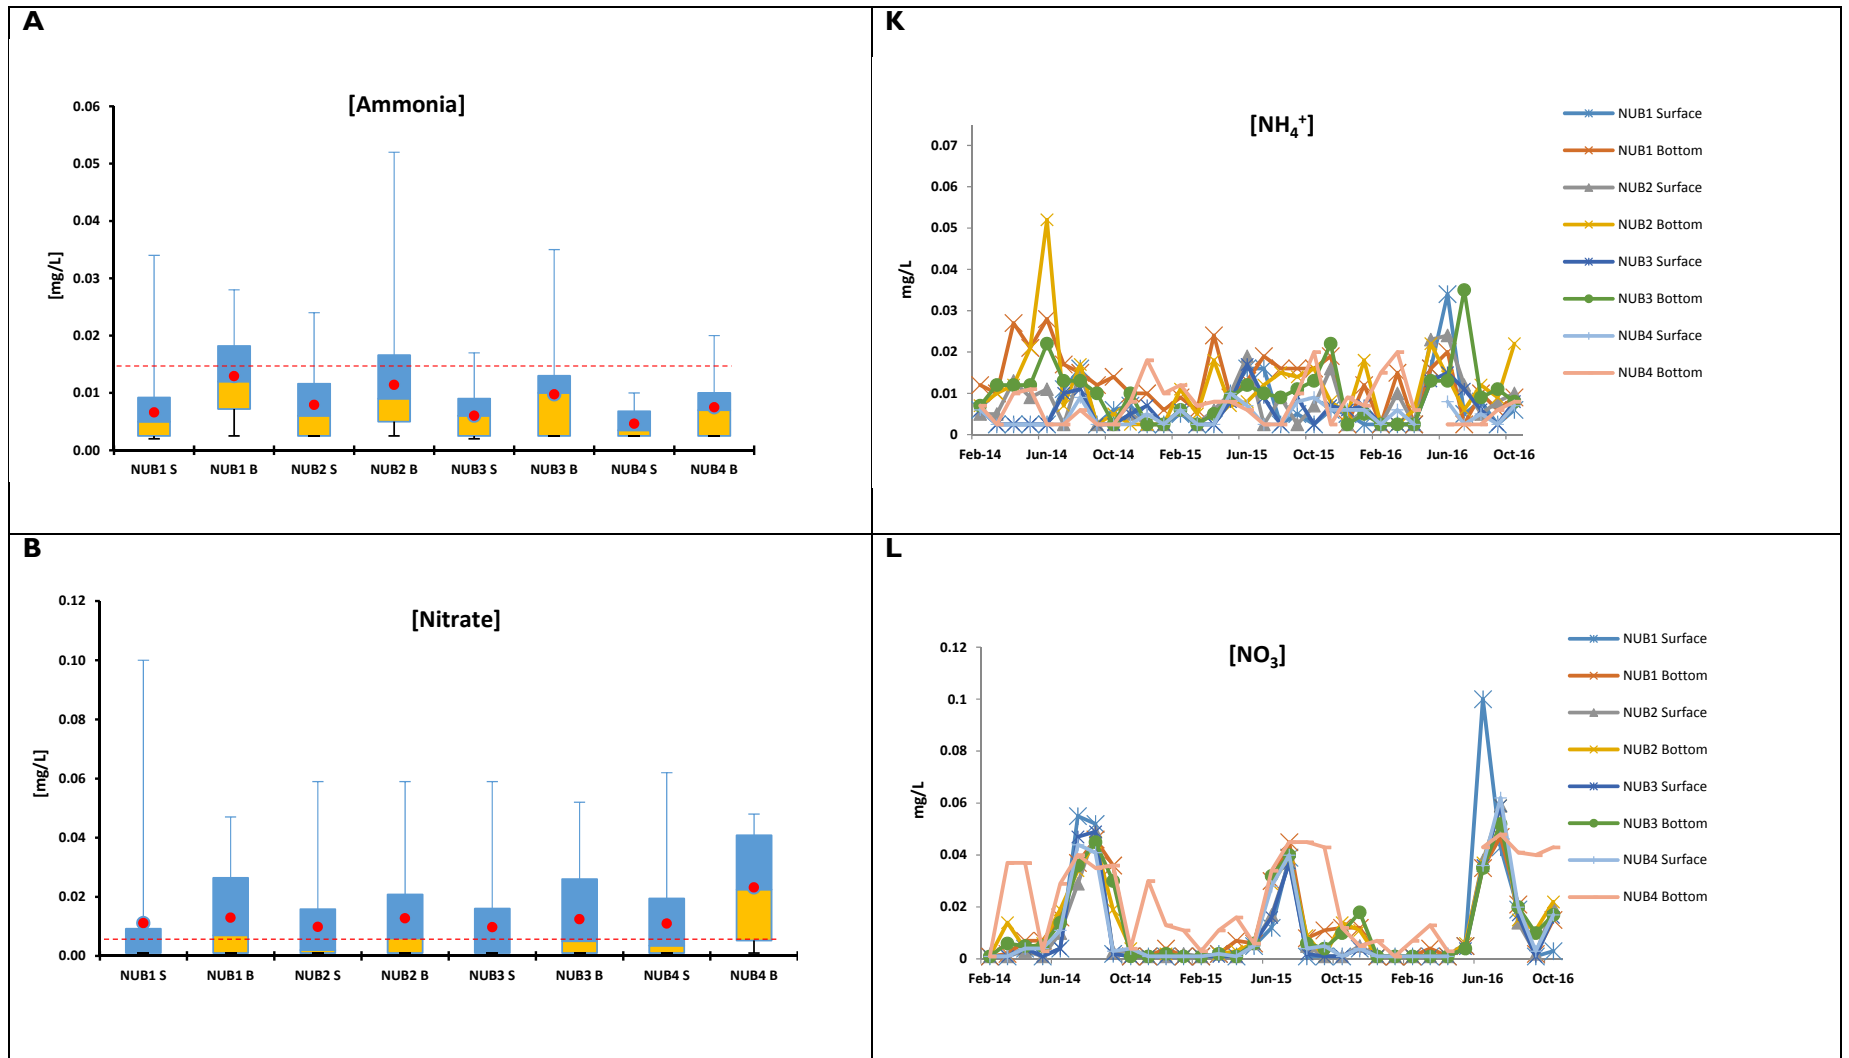 A
[Ammonia]
[mg/L]
0.06
0.05
0.04
0.03
0.02
0.01
0.00
NUB1 S NUB1 B NUB2 S NUB2 B NUB3 S NUB3 B NUB4 S NUB4 B
K
[NH₄⁺]
mg/L
0.07
0.06
0.05
0.04
0.03
0.02
0.01
0
Feb-14 Jun-14 Oct-14 Feb-15 Jun-15 Oct-15 Feb-16 Jun-16 Oct-16
NUB1 Surface
NUB1 Bottom
NUB2 Surface
NUB2 Bottom
NUB3 Surface
NUB3 Bottom
NUB4 Surface
NUB4 Bottom
B
[Nitrate]
[mg/L]
0.12
0.10
0.08
0.06
0.04
0.02
0.00
NUB1 S NUB1 B NUB2 S NUB2 B NUB3 S NUB3 B NUB4 S NUB4 B
L
[NO₃]
mg/L
0.12
0.1
0.08
0.06
0.04
0.02
0
Feb-14 Jun-14 Oct-14 Feb-15 Jun-15 Oct-15 Feb-16 Jun-16 Oct-16
NUB1 Surface
NUB1 Bottom
NUB2 Surface
NUB2 Bottom
NUB3 Surface
NUB3 Bottom
NUB4 Surface
NUB4 Bottom